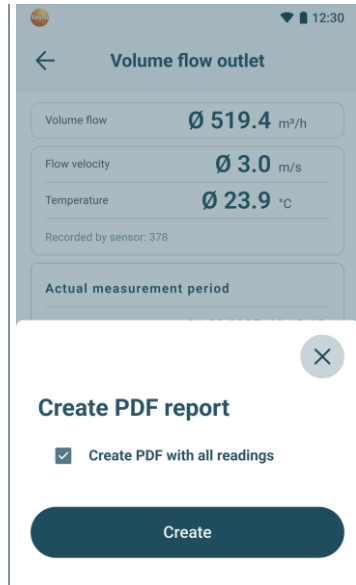 testo
12:30
Volume flow outlet
Volume flow Ø 519.4 m³/h
Flow velocity Ø 3.0 m/s
Temperature Ø 23.9 °C
Recorded by sensor: 378
Actual measurement period
Create PDF report
Create PDF with all readings
Create